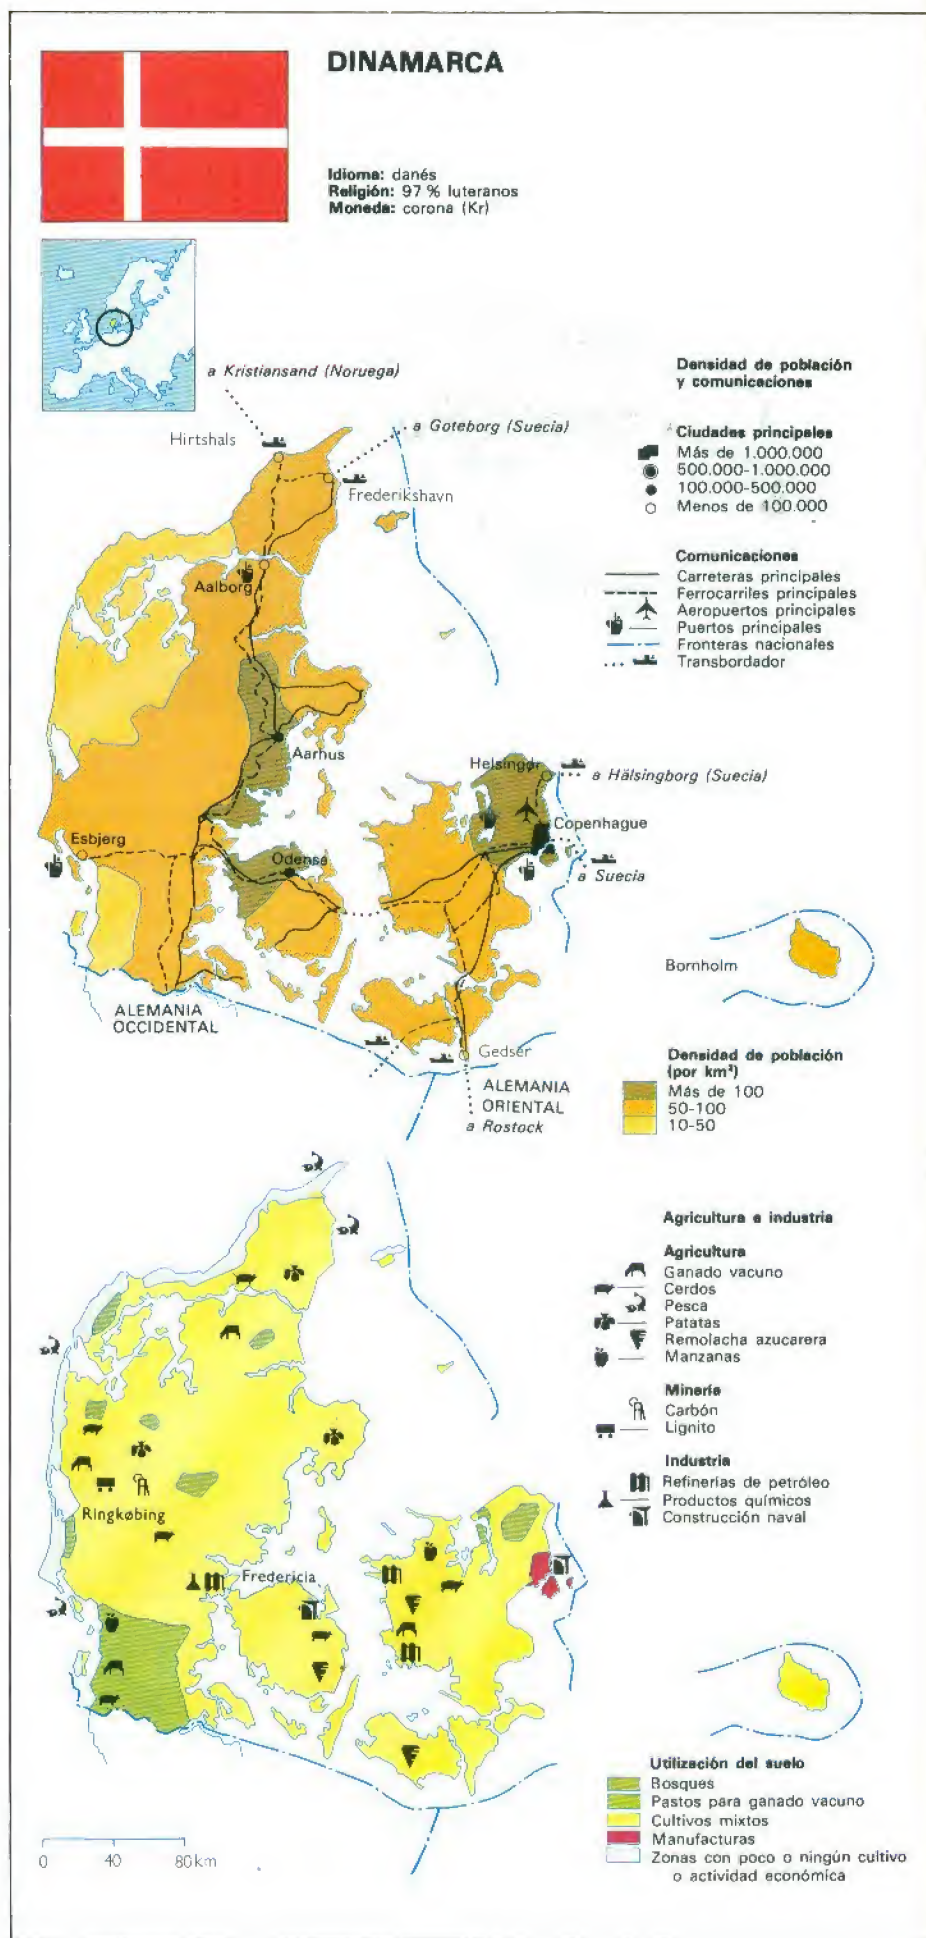 DINAMARCA
Idioma: danés
Religión: 97 % luteranos
Moneda: corona (Kr)
a Kristiansand (Noruega)
a Goteborg (Suecia)
Hirtshals
Frederikshavn
Aalborg
Aarhus
Helsingør
a Hälsingborg (Suecia)
Copenhague
a Suecia
Esbjerg
Odense
Bornholm
ALEMANIA
OCCIDENTAL
Gedser
ALEMANIA
ORIENTAL
a Rostock
Densidad de población
y comunicaciones
Ciudades principales
Más de 1.000.000
500.000-1.000.000
100.000-500.000
Menos de 100.000
Comunicaciones
Carreteras principales
Ferrocarriles principales
Aeropuertos principales
Puertos principales
Fronteras nacionales
Transbordador
Densidad de población
(por km²)
Más de 100
50-100
10-50
Agricultura e industria
Agricultura
Ganado vacuno
Cerdos
Pesca
Patatas
Remolacha azucarera
Manzanas
Minería
Carbón
Lignito
Industria
Refinerías de petróleo
Productos químicos
Construcción naval
Ringkøbing
Fredericia
Utilización del suelo
Bosques
Pastos para ganado vacuno
Cultivos mixtos
Manufacturas
Zonas con poco o ningún cultivo
o actividad económica
0 40 80 km